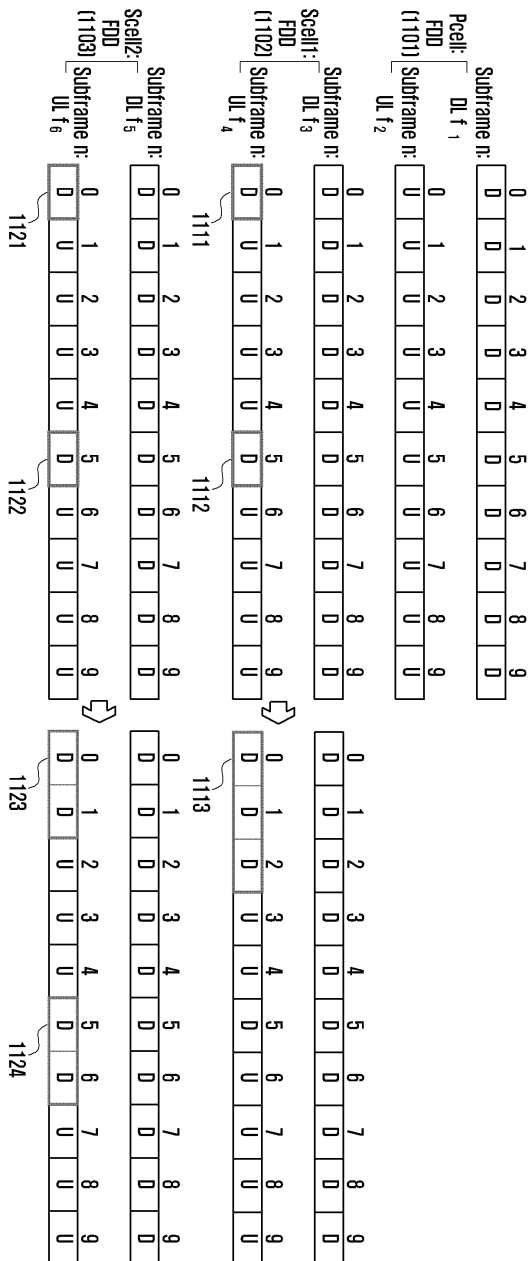 Pcell:
FDD
(1101)
Subframe n: 0 1 2 3 4 5 6 7 8 9
DL f1 D D D D D D D D D D
Subframe n: 0 1 2 3 4 5 6 7 8 9
UL f2 U U U U U U U U U U
Scell1:
FDD
(1102)
Subframe n: 0 1 2 3 4 5 6 7 8 9 0 1 2 3 4 5 6 7 8 9
DL f3 D D D D D D D D D D D D D D D D D D D D
Subframe n: 0 1 2 3 4 5 6 7 8 9 0 1 2 3 4 5 6 7 8 9
UL f4 D U U U U D U U U U D D D U U D U U U U
1111 1112 1113
Scell2:
FDD
(1103)
Subframe n: 0 1 2 3 4 5 6 7 8 9 0 1 2 3 4 5 6 7 8 9
DL f5 D D D D D D D D D D D D D D D D D D D D
Subframe n: 0 1 2 3 4 5 6 7 8 9 0 1 2 3 4 5 6 7 8 9
UL f6 D U U U U D U U U U D D U U U D D U U U
1121 1122 1123 1124